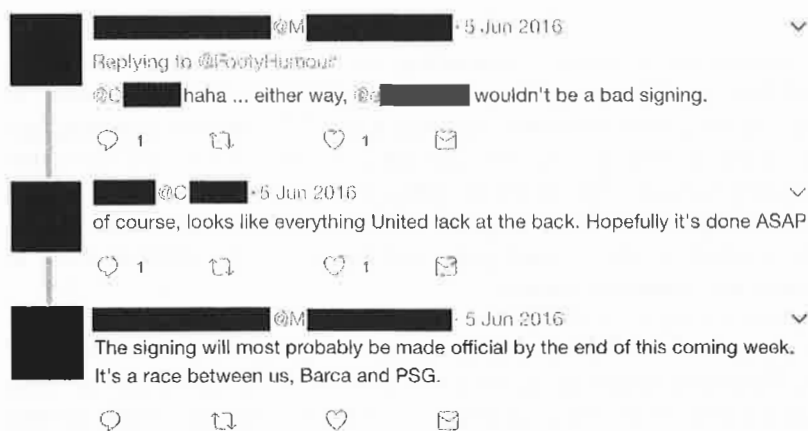 @M · 5 Jun 2016
Replying to @FootyHumour
@C haha ... either way, @ wouldn't be a bad signing.
1 1
@C · 5 Jun 2016
of course, looks like everything United lack at the back. Hopefully it's done ASAP
1 1
@M · 5 Jun 2016
The signing will most probably be made official by the end of this coming week.
It's a race between us, Barca and PSG.